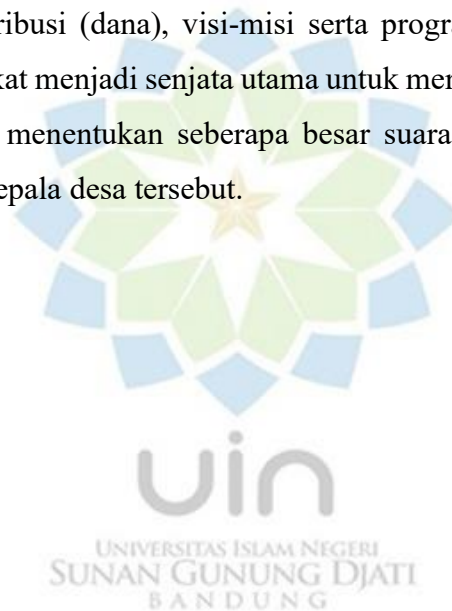 ribusi (dana), visi-misi serta progra
kat menjadi senjata utama untuk mer
menentukan seberapa besar suara
epala desa tersebut.
uin
UNIVERSITAS ISLAM NEGERI
SUNAN GUNUNG DJATI
BANDUNG